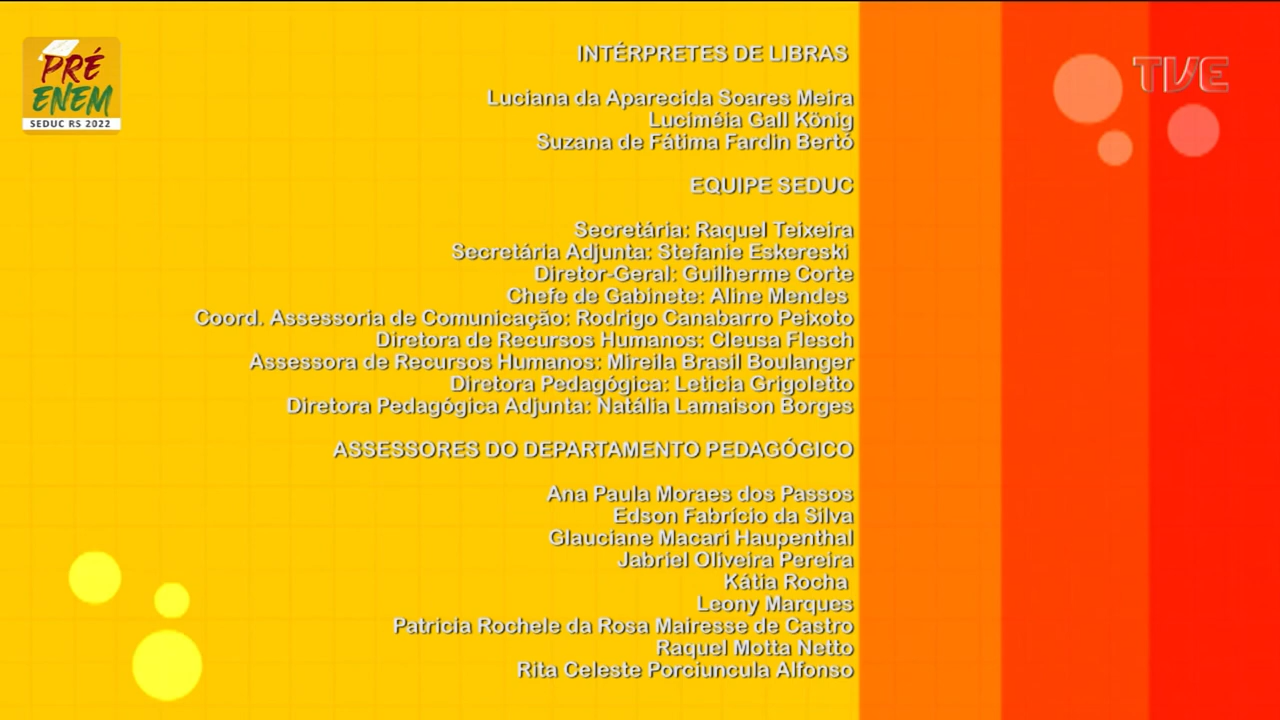 PRÉ
ENEM
SEDUC RS 2022
TVE
INTÉRPRETES DE LIBRAS
Luciana da Aparecida Soares Meira
Luciméia Gall König
Suzana de Fátima Fardin Bertó
EQUIPE SEDUC
Secretária: Raquel Teixeira
Secretária Adjunta: Stefanie Eskereski
Diretor-Geral: Guilherme Corte
Chefe de Gabinete: Aline Mendes
Coord. Assessoria de Comunicação: Rodrigo Canabarro Peixoto
Diretora de Recursos Humanos: Cleusa Flesch
Assessora de Recursos Humanos: Mireila Brasil Boulanger
Diretora Pedagógica: Leticia Grigoletto
Diretora Pedagógica Adjunta: Natália Lamaison Borges
ASSESSORES DO DEPARTAMENTO PEDAGÓGICO
Ana Paula Moraes dos Passos
Edson Fabrício da Silva
Glauciane Macari Haupenthal
Jabriel Oliveira Pereira
Kátia Rocha
Leony Marques
Patricia Rochele da Rosa Mairesse de Castro
Raquel Motta Netto
Rita Celeste Porciuncula Alfonso